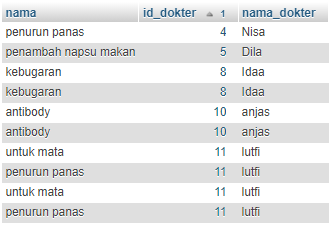 nama id_dokter 1 nama_dokter
penurun panas 4 Nisa
penambah napsu makan 5 Dila
kebugaran 8 Idaa
kebugaran 8 Idaa
antibody 10 anjas
antibody 10 anjas
untuk mata 11 lutfi
penurun panas 11 lutfi
untuk mata 11 lutfi
penurun panas 11 lutfi